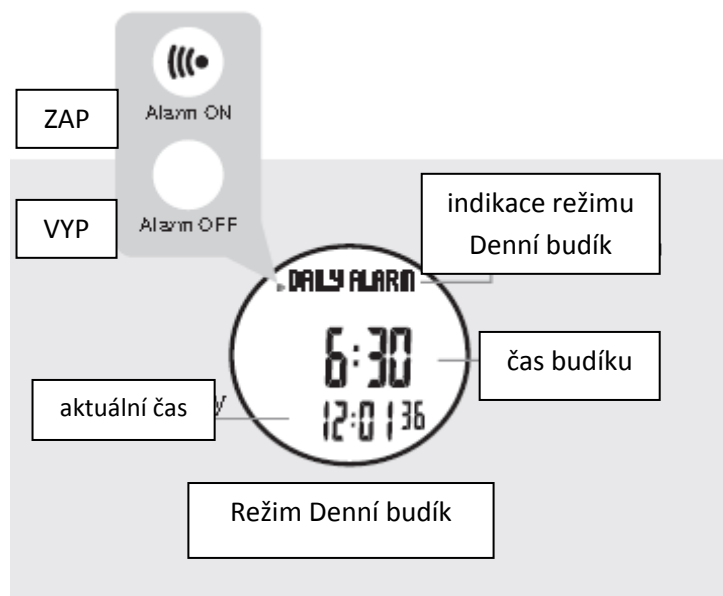 ZAP
Alarm ON
VYP
Alarm OFF
indikace režimu
Denní budík
DAILY ALARM
6:30
čas budíku
aktuální čas
y
12:01 36
Režim Denní budík